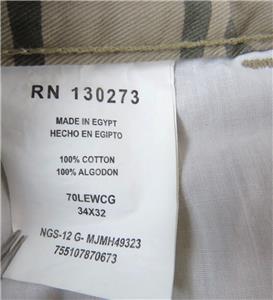 RN 130273
MADE IN EGYPT
HECHO EN EGIPTO
100% COTTON
100% ALGODON
70LEWCG
34X32
NGS-12 G- MJMH49323
755107870673